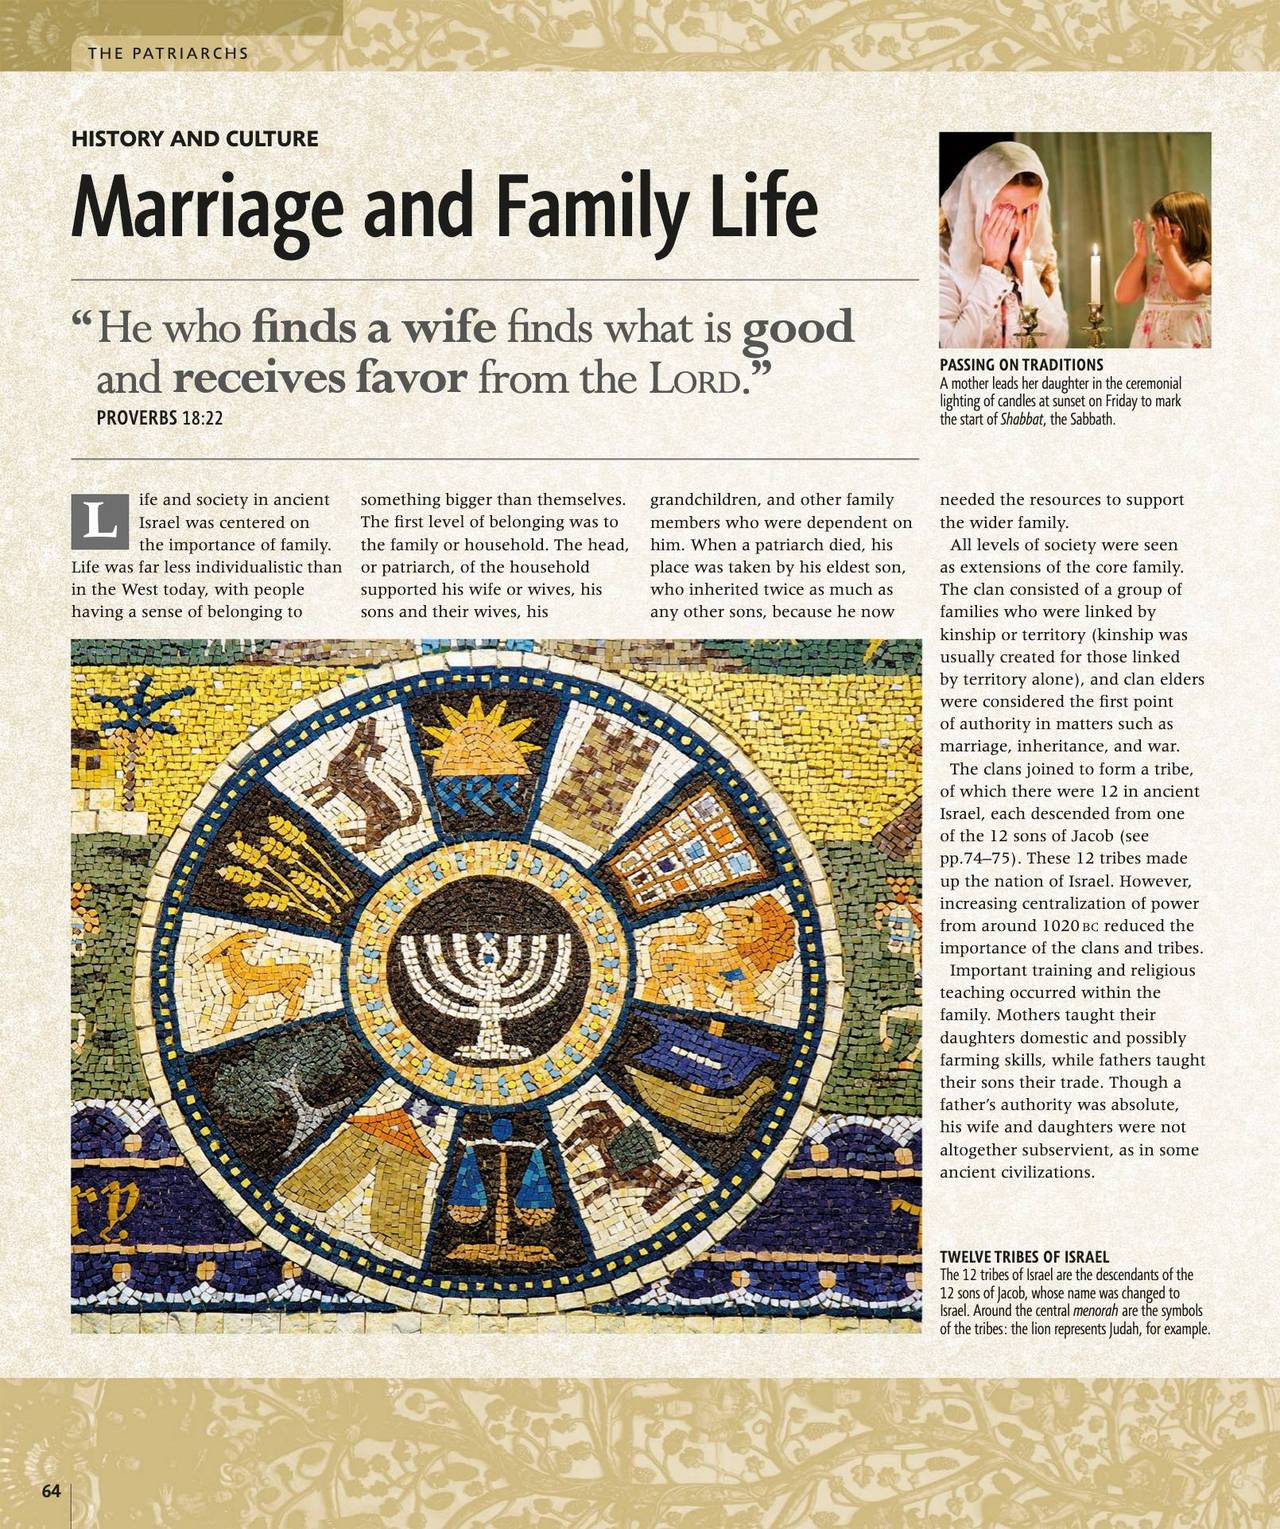 THE PATRIARCHS
HISTORY AND CULTURE
Marriage and Family Life
“He who finds a wife finds what is good
and receives favor from the LORD.”
PROVERBS 18:22
PASSING ON TRADITIONS
A mother leads her daughter in the ceremonial
lighting of candles at sunset on Friday to mark
the start of Shabbat, the Sabbath.
Life and society in ancient
Israel was centered on
the importance of family.
Life was far less individualistic than
in the West today, with people
having a sense of belonging to
something bigger than themselves.
The first level of belonging was to
the family or household. The head,
or patriarch, of the household
supported his wife or wives, his
sons and their wives, his
grandchildren, and other family
members who were dependent on
him. When a patriarch died, his
place was taken by his eldest son,
who inherited twice as much as
any other sons, because he now
needed the resources to support
the wider family.
All levels of society were seen
as extensions of the core family.
The clan consisted of a group of
families who were linked by
kinship or territory (kinship was
usually created for those linked
by territory alone), and clan elders
were considered the first point
of authority in matters such as
marriage, inheritance, and war.
The clans joined to form a tribe,
of which there were 12 in ancient
Israel, each descended from one
of the 12 sons of Jacob (see
pp.74–75). These 12 tribes made
up the nation of Israel. However,
increasing centralization of power
from around 1020 BC reduced the
importance of the clans and tribes.
Important training and religious
teaching occurred within the
family. Mothers taught their
daughters domestic and possibly
farming skills, while fathers taught
their sons their trade. Though a
father’s authority was absolute,
his wife and daughters were not
altogether subservient, as in some
ancient civilizations.
ry
TWELVE TRIBES OF ISRAEL
The 12 tribes of Israel are the descendants of the
12 sons of Jacob, whose name was changed to
Israel. Around the central menorah are the symbols
of the tribes: the lion represents Judah, for example.
64